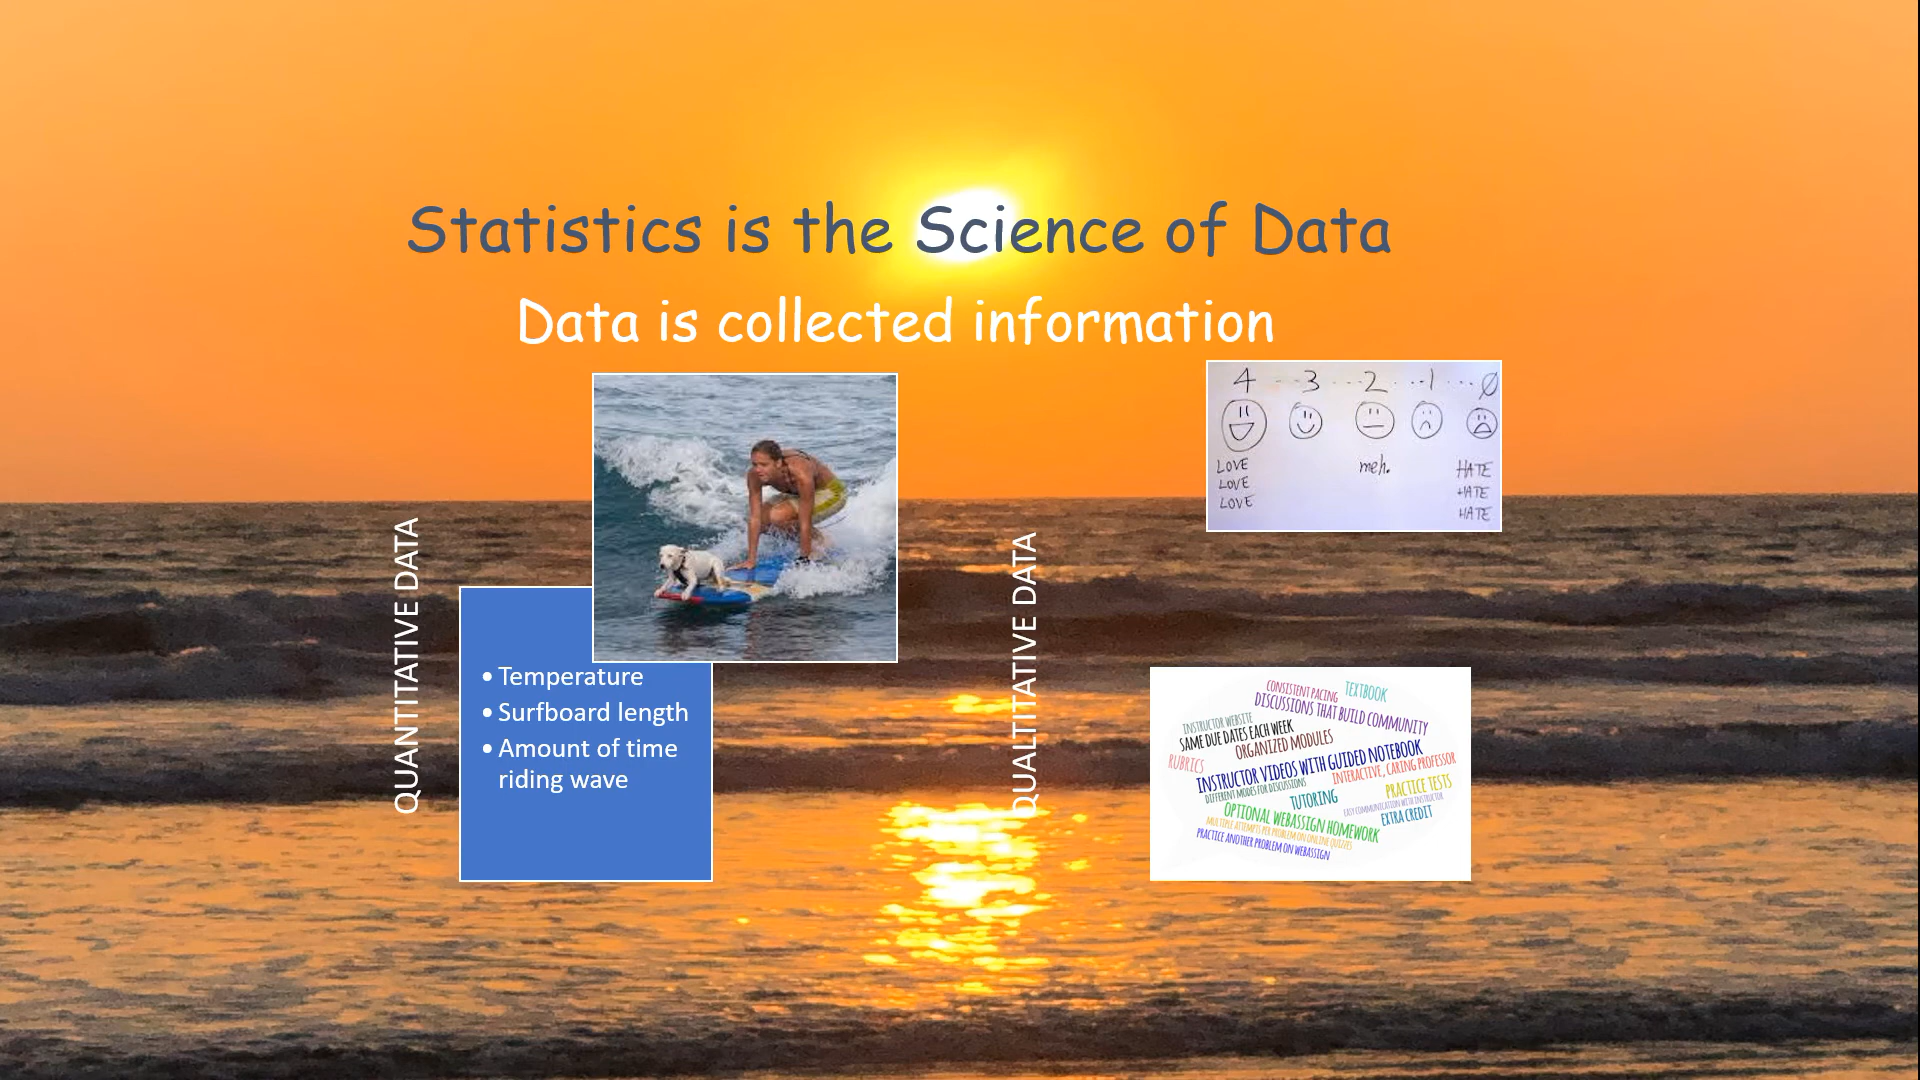 Statistics is the Science of Data
Data is collected information
QUANTITATIVE DATA
• Temperature
• Surfboard length
• Amount of time
riding wave
QUALTITATIVE DATA
4 ... 3 ... 2 ... 1 ... Ø
LOVE meh. HATE
LOVE HATE
LOVE HATE
CONSISTENT PACING
TEXTBOOK
DISCUSSIONS THAT BUILD COMMUNITY
INSTRUCTOR WEBSITE
SAME DUE DATES EACH WEEK
ORGANIZED MODULES
RUBRICS
INSTRUCTOR VIDEOS WITH GUIDED NOTEBOOK
INTERACTIVE, CARING PROFESSOR
DIFFERENT MODES FOR DISCUSSIONS
TUTORING
PRACTICE TESTS
EASY COMMUNICATION WITH INSTRUCTOR
OPTIONAL WEBASSIGN HOMEWORK
EXTRA CREDIT
MULTIPLE ATTEMPTS PER PROBLEM ON ONLINE QUIZZES
PRACTICE ANOTHER PROBLEM ON WEBASSIGN